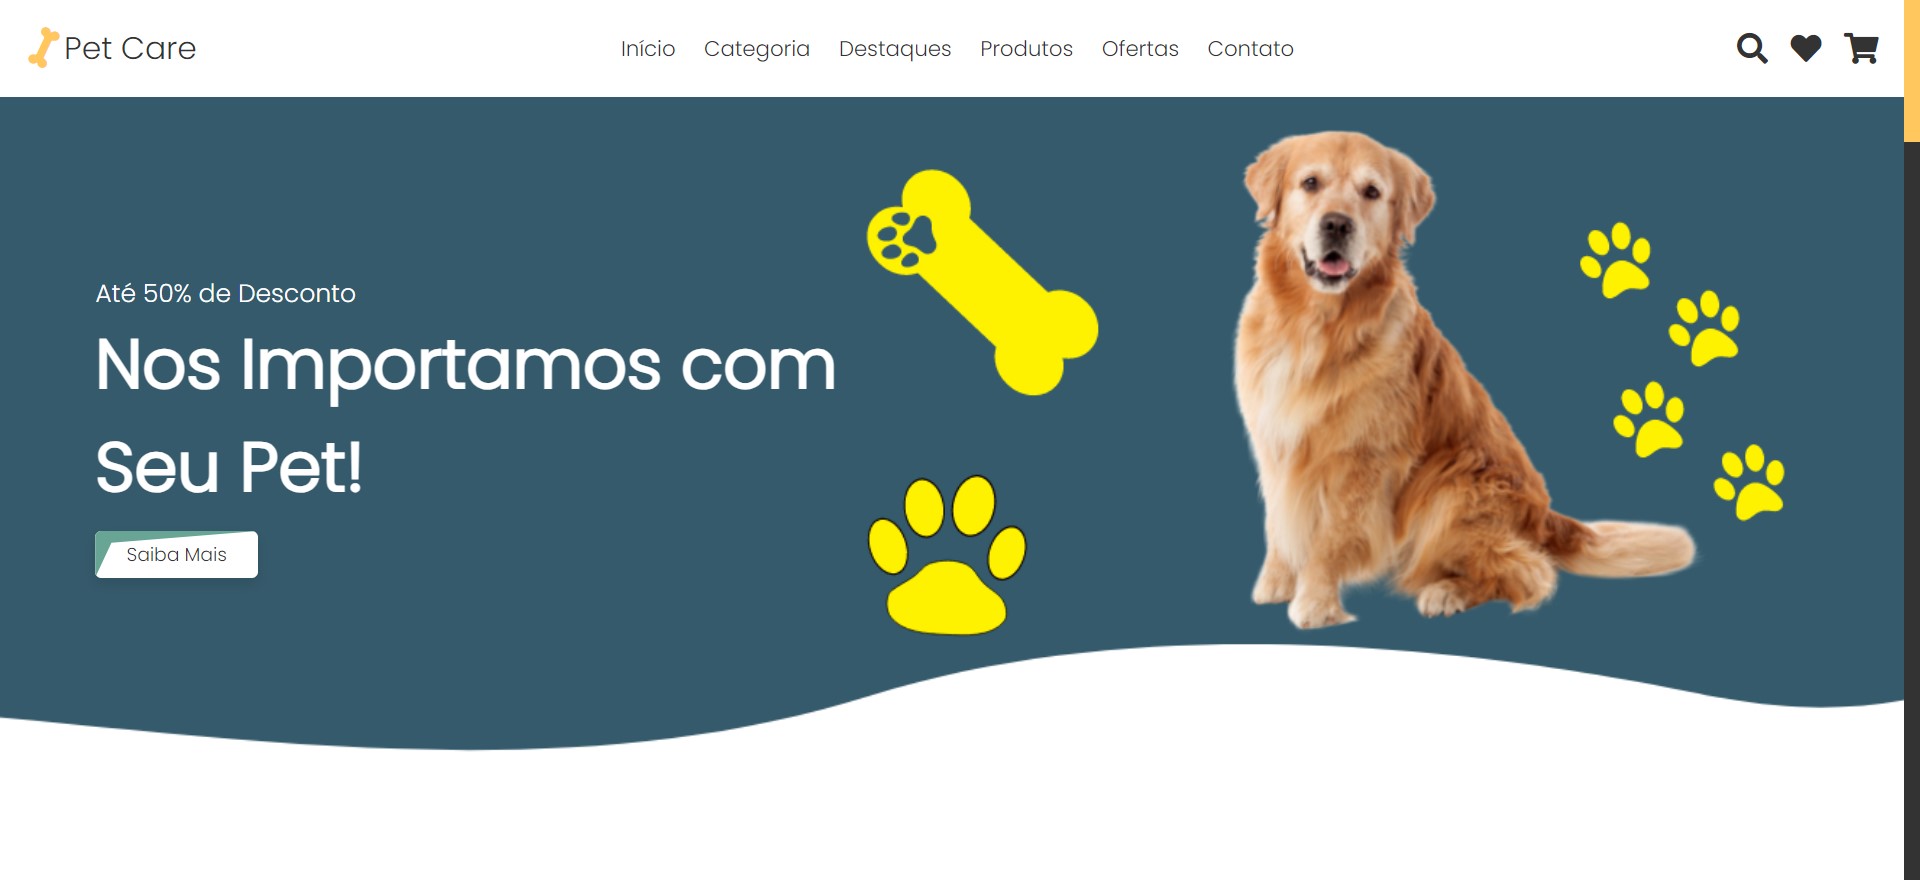 Pet Care
Início Categoria Destaques Produtos Ofertas Contato
Até 50% de Desconto
Nos Importamos com
Seu Pet!
Saiba Mais